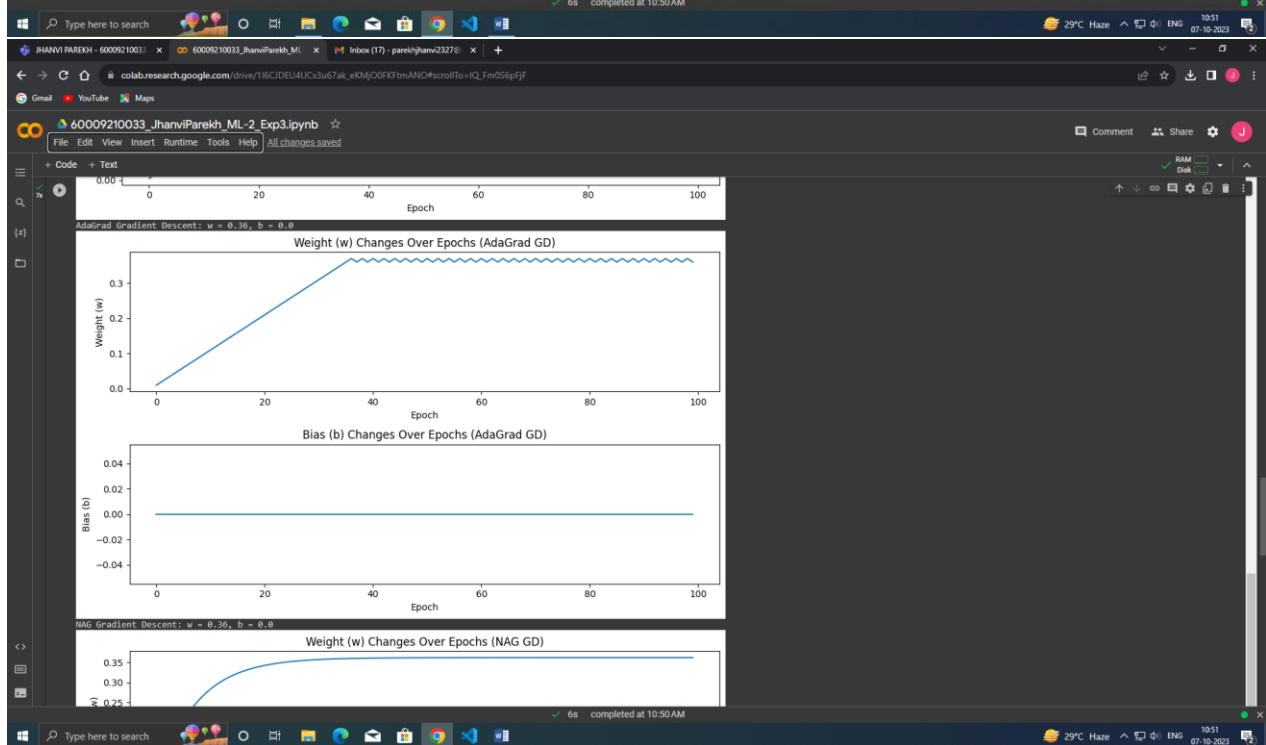 6s completed at 10:50 AM
Type here to search
29°C Haze
ENG
10:51
07-10-2023
2
JHANVI PAREKH - 60009210033
60009210033_JhanviParekh_ML-
Inbox (17) - parekhjhanvi2327@
colab.research.google.com/drive/1I6CJDEU4UCx3u67ak_eKMjO0FKFtmANO#scrollTo=IQ_Fm0S6pFjF
J
Gmail
YouTube
Maps
60009210033_JhanviParekh_ML-2_Exp3.ipynb
File Edit View Insert Runtime Tools Help All changes saved
Comment
Share
J
+ Code + Text
RAM
Disk
7s
{x}
0.00
0 20 40 60 80 100
Epoch
AdaGrad Gradient Descent: w = 0.36, b = 0.0
Weight (w) Changes Over Epochs (AdaGrad GD)
Weight (w)
0.3
0.2
0.1
0.0
0 20 40 60 80 100
Epoch
Bias (b) Changes Over Epochs (AdaGrad GD)
Bias (b)
0.04
0.02
0.00
−0.02
−0.04
0 20 40 60 80 100
Epoch
NAG Gradient Descent: w = 0.36, b = 0.0
Weight (w) Changes Over Epochs (NAG GD)
0.35
0.30
0.25
w)
6s completed at 10:50 AM
Type here to search
29°C Haze
ENG
10:51
07-10-2023
2